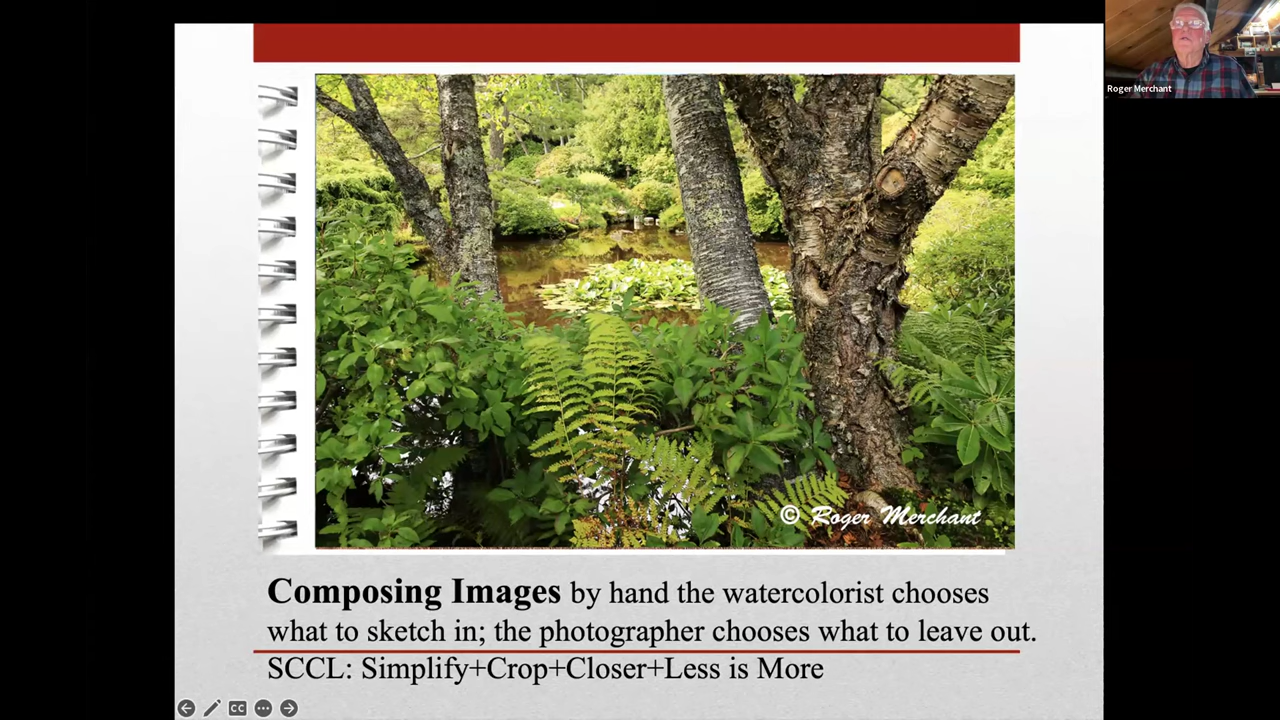 Roger Merchant
© Roger Merchant
Composing Images by hand the watercolorist chooses
what to sketch in; the photographer chooses what to leave out.
SCCL: Simplify+Crop+Closer+Less is More
CC